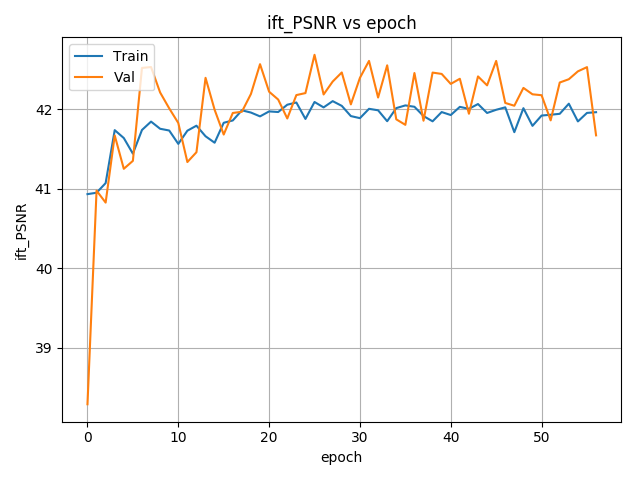 ift_PSNR vs epoch
Train
Val
42
41
40
39
ift_PSNR
0 10 20 30 40 50
epoch